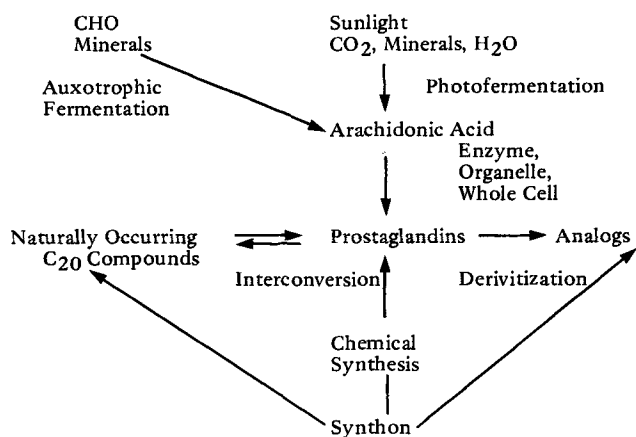 CHO
Minerals
Sunlight
CO2, Minerals, H2O
Auxotrophic
Fermentation
Photofermentation
Arachidonic Acid
Enzyme,
Organelle,
Whole Cell
Naturally Occurring
C20 Compounds
Prostaglandins
Analogs
Interconversion
Derivitization
Chemical
Synthesis
Synthon